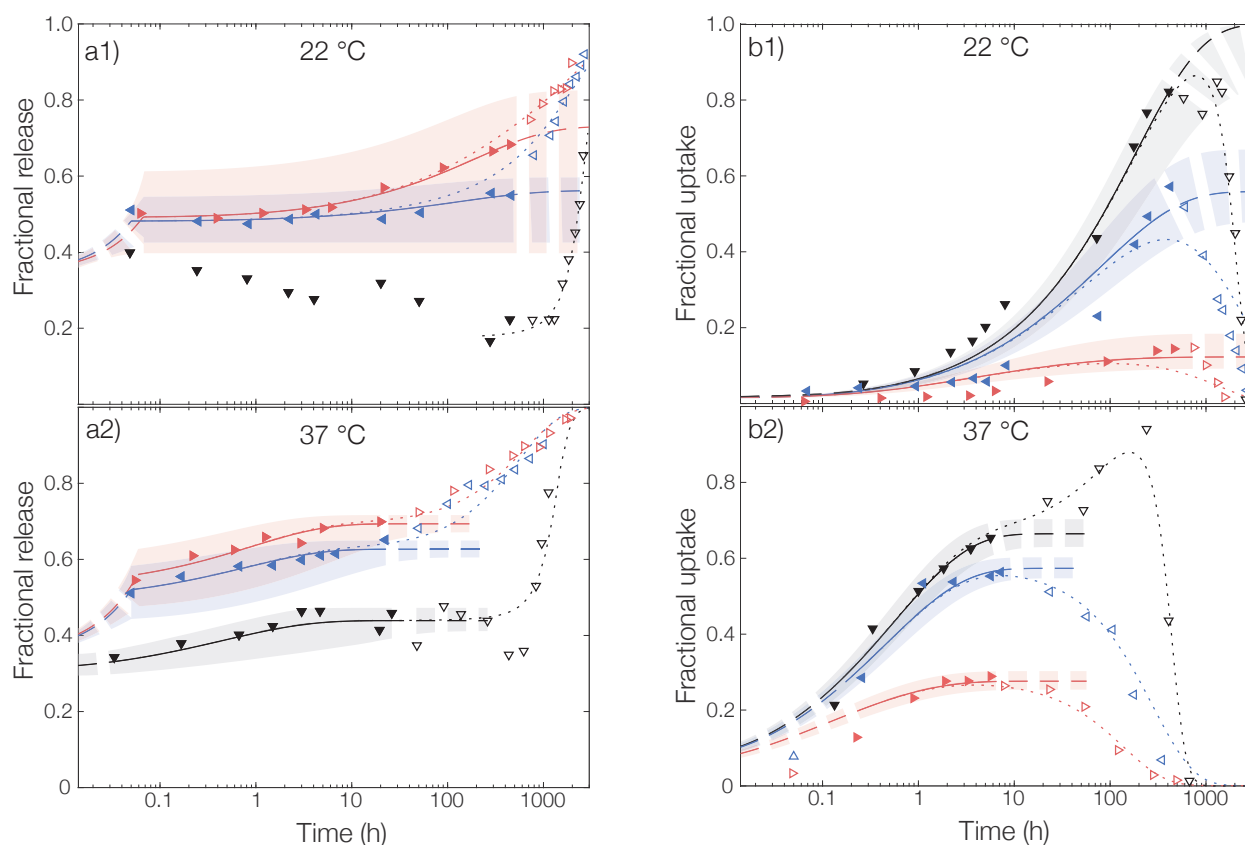 a1) 22 °C
1.0
0.8
0.6
0.4
0.2
Fractional release
b1) 22 °C
1.0
0.8
0.6
0.4
0.2
Fractional uptake
a2) 37 °C
0.8
0.6
0.4
0.2
0
Fractional release
0.1 1 10 100 1000
Time (h)
b2) 37 °C
0.8
0.6
0.4
0.2
0
Fractional uptake
0.1 1 10 100 1000
Time (h)